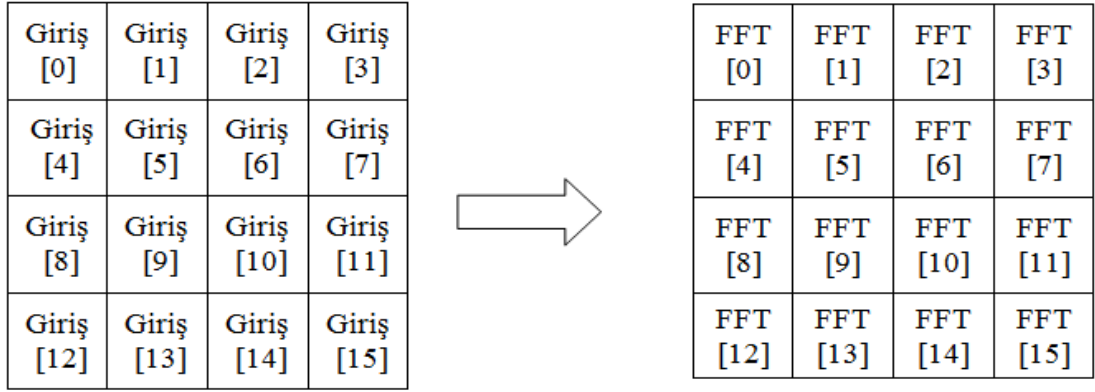 Giriş Giriş Giriş Giriş
[0] [1] [2] [3]
Giriş Giriş Giriş Giriş
[4] [5] [6] [7]
Giriş Giriş Giriş Giriş
[8] [9] [10] [11]
Giriş Giriş Giriş Giriş
[12] [13] [14] [15]
FFT FFT FFT FFT
[0] [1] [2] [3]
FFT FFT FFT FFT
[4] [5] [6] [7]
FFT FFT FFT FFT
[8] [9] [10] [11]
FFT FFT FFT FFT
[12] [13] [14] [15]